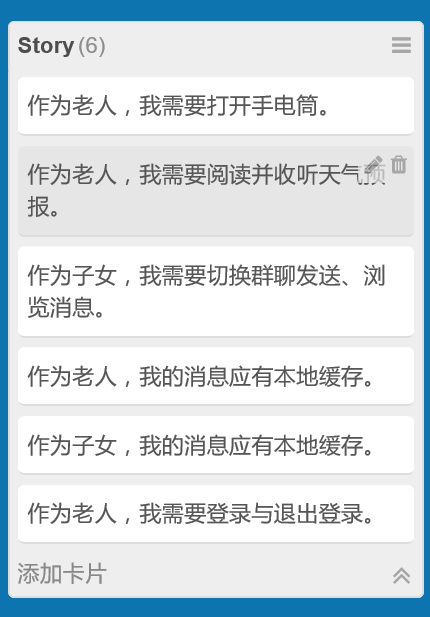 Story (6)
作为老人，我需要打开手电筒。
作为老人，我需要阅读并收听天气预
报。
作为子女，我需要切换群聊发送、浏
览消息。
作为老人，我的消息应有本地缓存。
作为子女，我的消息应有本地缓存。
作为老人，我需要登录与退出登录。
添加卡片